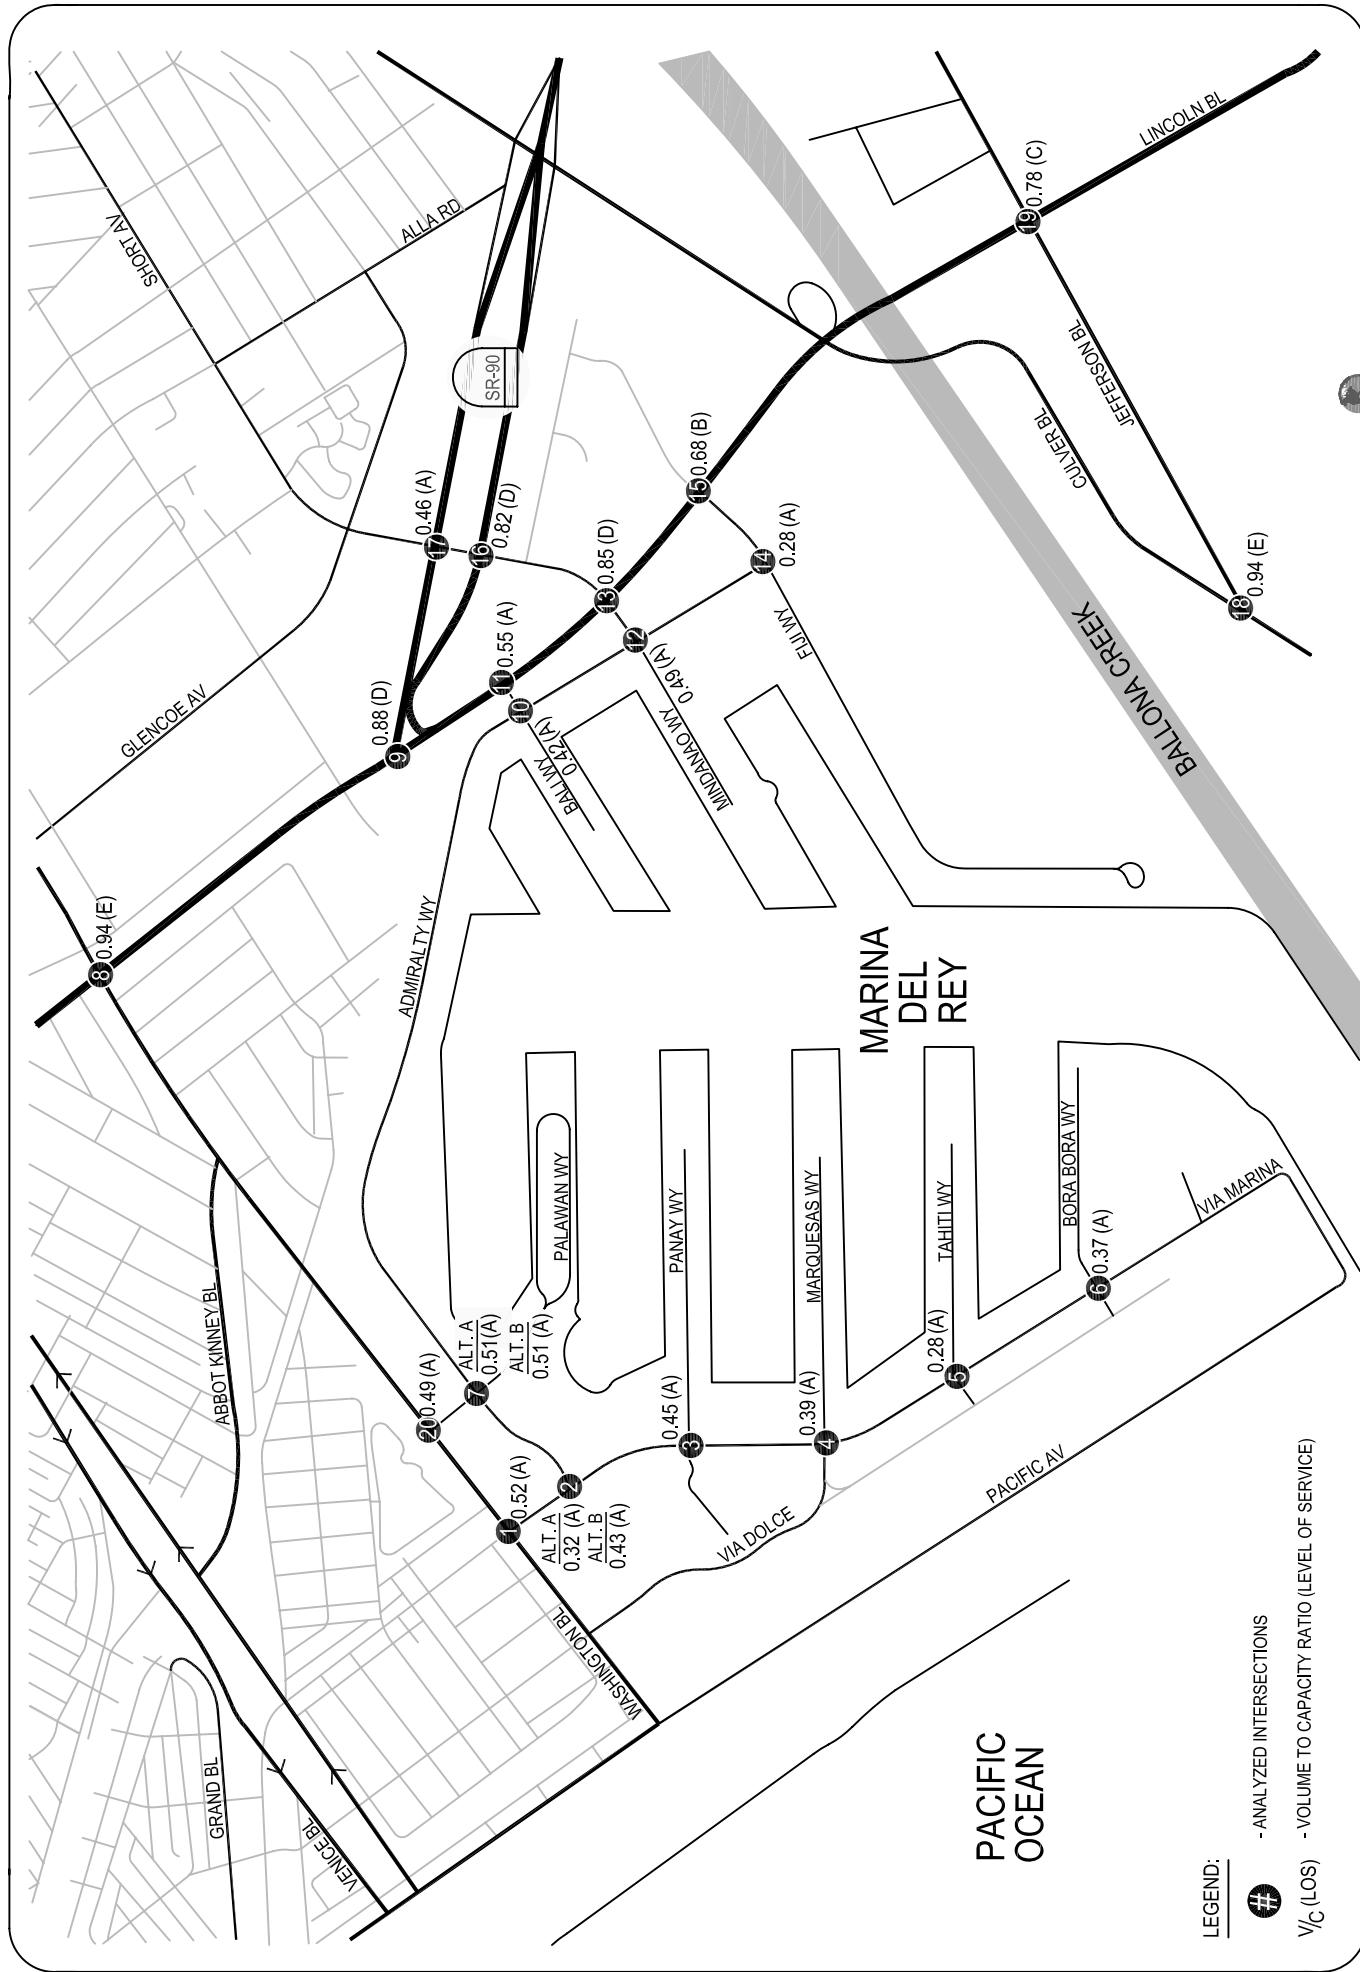 SHORT AV
ALLA RD
SR-90
GLENCOE AV
LINCOLN BL
JEFFERSON BL
CULVER BL
BALLONA CREEK
FIJI WY
MINDANAO WY
BALI WY
ADMIRALTY WY
MARINA
DEL
REY
PALAWAN WY
PANAY WY
MARQUESAS WY
TAHITI WY
BORA BORA WY
VIA MARINA
ABBOT KINNEY BL
GRAND BL
VENICE BL
WASHINGTON BL
VIA DOLCE
PACIFIC AV
PACIFIC
OCEAN
1 0.52 (A)
2
ALT. A
0.32 (A)
ALT. B
0.43 (A)
3 0.45 (A)
4 0.39 (A)
5 0.28 (A)
6 0.37 (A)
7
ALT. A
0.51(A)
ALT. B
0.51 (A)
8 0.94 (E)
9 0.88 (D)
10 0.42 (A)
11 0.55 (A)
12 0.49 (A)
13 0.85 (D)
14 0.28 (A)
15 0.68 (B)
16 0.82 (D)
17 0.46 (A)
18 0.94 (E)
19 0.78 (C)
20 0.49 (A)
LEGEND:
# - ANALYZED INTERSECTIONS
V/C (LOS) - VOLUME TO CAPACITY RATIO (LEVEL OF SERVICE)